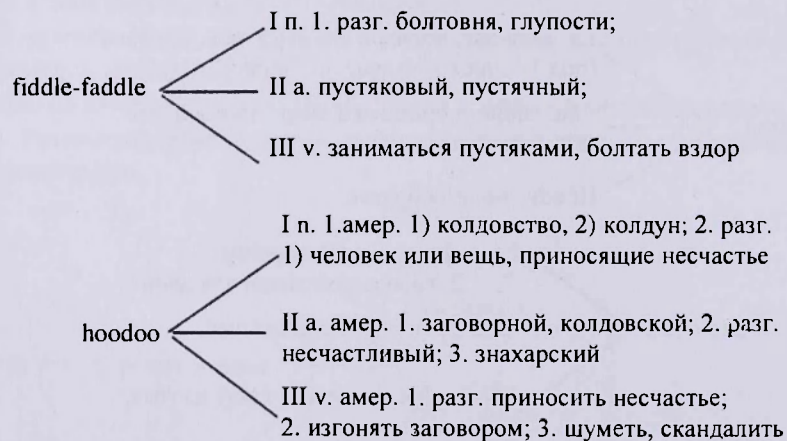 I п. 1. разг. болтовня, глупости;
fiddle-faddle
II а. пустяковый, пустячный;
III v. заниматься пустяками, болтать вздор
I n. 1.амер. 1) колдовство, 2) колдун; 2. разг.
1) человек или вещь, приносящие несчастье
hoodoo
II а. амер. 1. заговорной, колдовской; 2. разг.
несчастливый; 3. знахарский
III v. амер. 1. разг. приносить несчастье;
2. изгонять заговором; 3. шуметь, скандалить